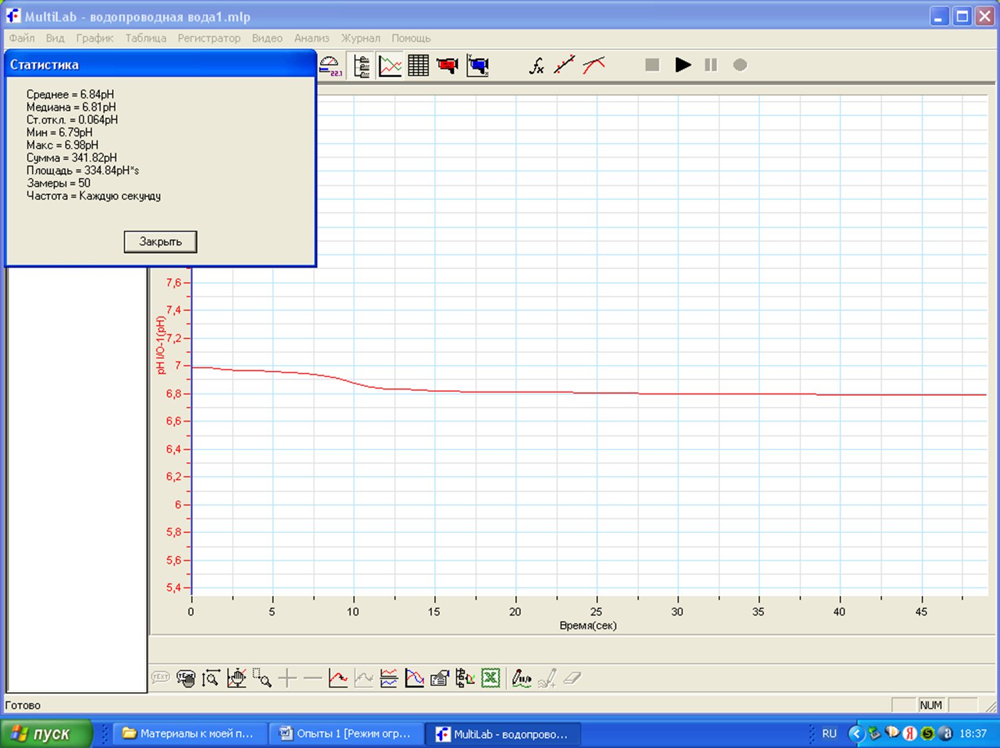 MultiLab - водопроводная вода1.mlp
Файл Вид График Таблица Регистратор Видео Анализ Журнал Помощь
Статистика
22.1
fx
Среднее = 6.84pH
Медиана = 6.81pH
Ст.откл. = 0.064pH
Мин = 6.79pH
Макс = 6.98pH
Сумма = 341.82pH
Площадь = 334.84pH*s
Замеры = 50
Частота = Каждую секунду
Закрыть
7,6
7,4
7,2
7
6,8
6,6
6,4
6,2
6
5,8
5,6
5,4
pH I/O-1(pH)
0 5 10 15 20 25 30 35 40 45
Время(сек)
TEXT TEXT
Готово NUM
пуск Материалы к моей п... Опыты 1 [Режим огр... MultiLab - водопрово... RU 18:37